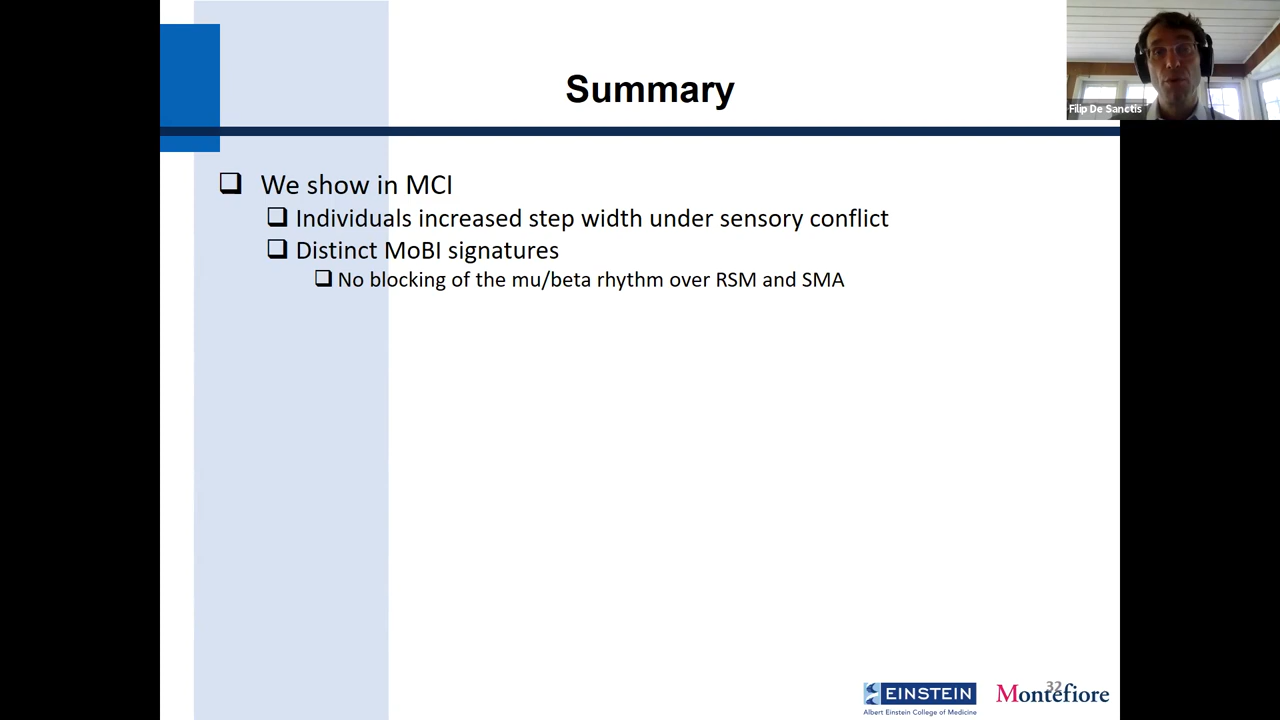 Summary
Filip De Sanctis
We show in MCI
Individuals increased step width under sensory conflict
Distinct MoBI signatures
No blocking of the mu/beta rhythm over RSM and SMA
EINSTEIN
Albert Einstein College of Medicine
Montefiore
32